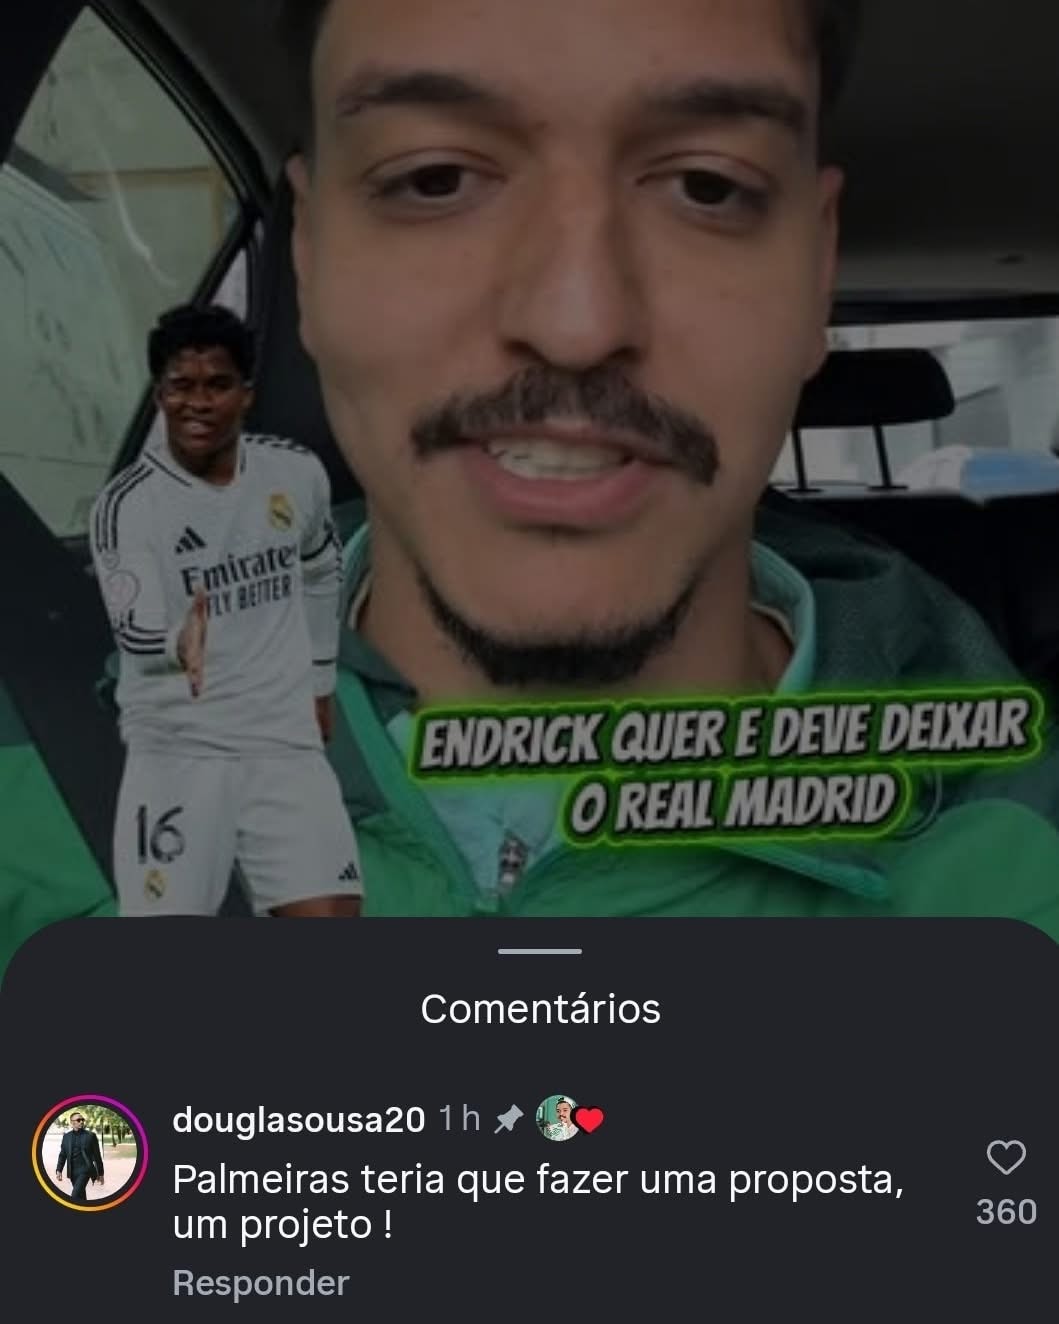 Emirates
FLY BETTER
16
ENDRICK QUER E DEVE DEIXAR
O REAL MADRID
Comentários
douglasousa20 1 h
Palmeiras teria que fazer uma proposta,
um projeto !
360
Responder